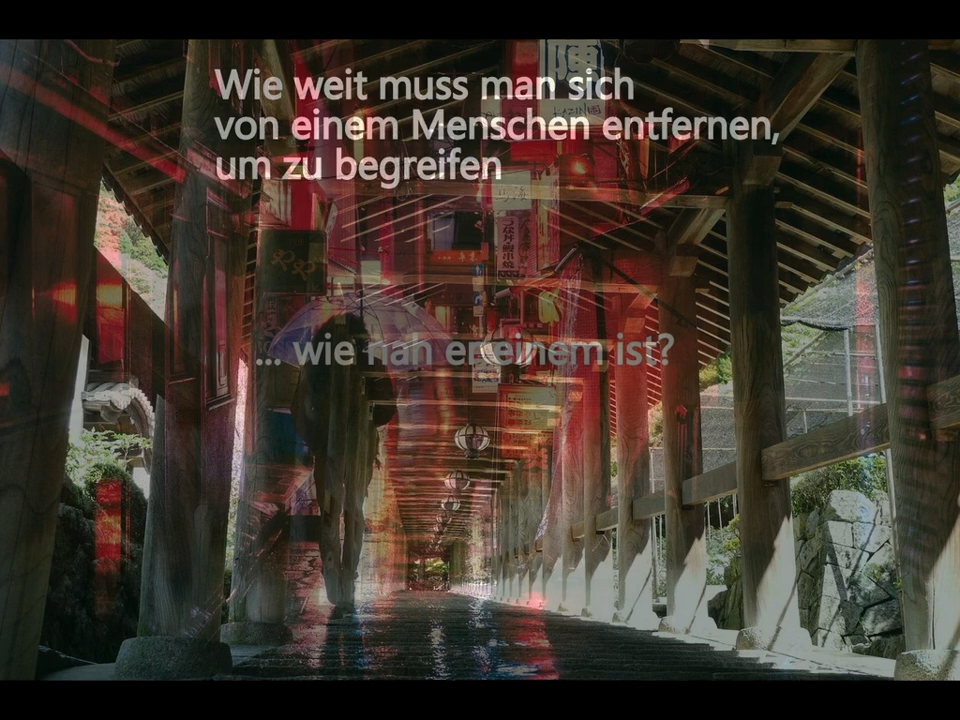 Wie weit muss man sich
von einem Menschen entfernen,
um zu begreifen
... wie nah er einem ist?